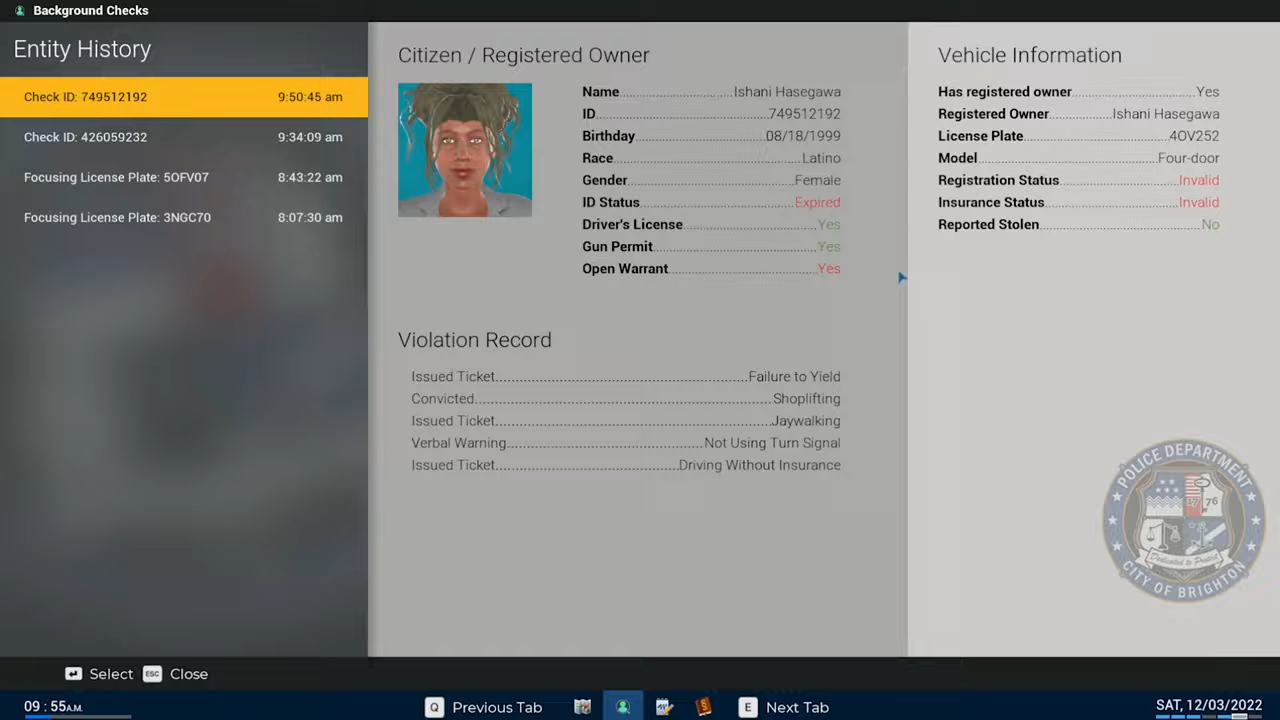 Background Checks
Entity History
Check ID: 749512192 9:50:45 am
Check ID: 426059232 9:34:09 am
Focusing License Plate: 5OFV07 8:43:22 am
Focusing License Plate: 3NGC70 8:07:30 am
Citizen / Registered Owner
Name Ishani Hasegawa
ID 749512192
Birthday 08/18/1999
Race Latino
Gender Female
ID Status Expired
Driver's License Yes
Gun Permit Yes
Open Warrant Yes
Violation Record
Issued Ticket Failure to Yield
Convicted Shoplifting
Issued Ticket Jaywalking
Verbal Warning Not Using Turn Signal
Issued Ticket Driving Without Insurance
Vehicle Information
Has registered owner Yes
Registered Owner Ishani Hasegawa
License Plate 4OV252
Model Four-door
Registration Status Invalid
Insurance Status Invalid
Reported Stolen No
POLICE DEPARTMENT
1776
Dedicated to Protect
CITY OF BRIGHTON
Select ESC Close
09 : 55 A.M.
Q Previous Tab
E Next Tab
SAT, 12/03/2022